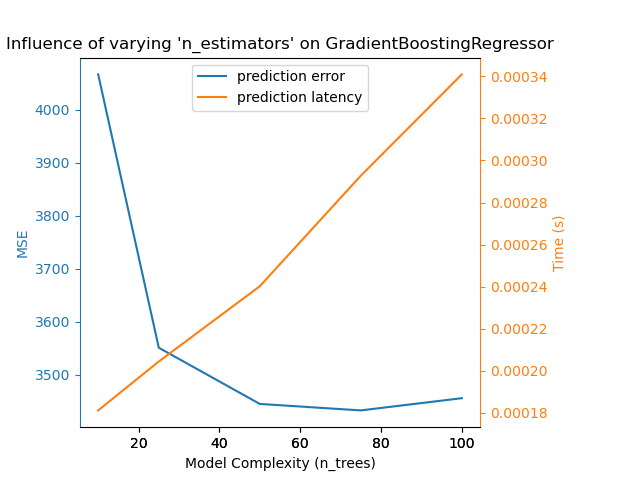 Influence of varying 'n_estimators' on GradientBoostingRegressor
prediction error
prediction latency
4000
3900
3800
3700
3600
3500
MSE
0.00034
0.00032
0.00030
0.00028
0.00026
0.00024
0.00022
0.00020
0.00018
Time (s)
20 40 60 80 100
Model Complexity (n_trees)